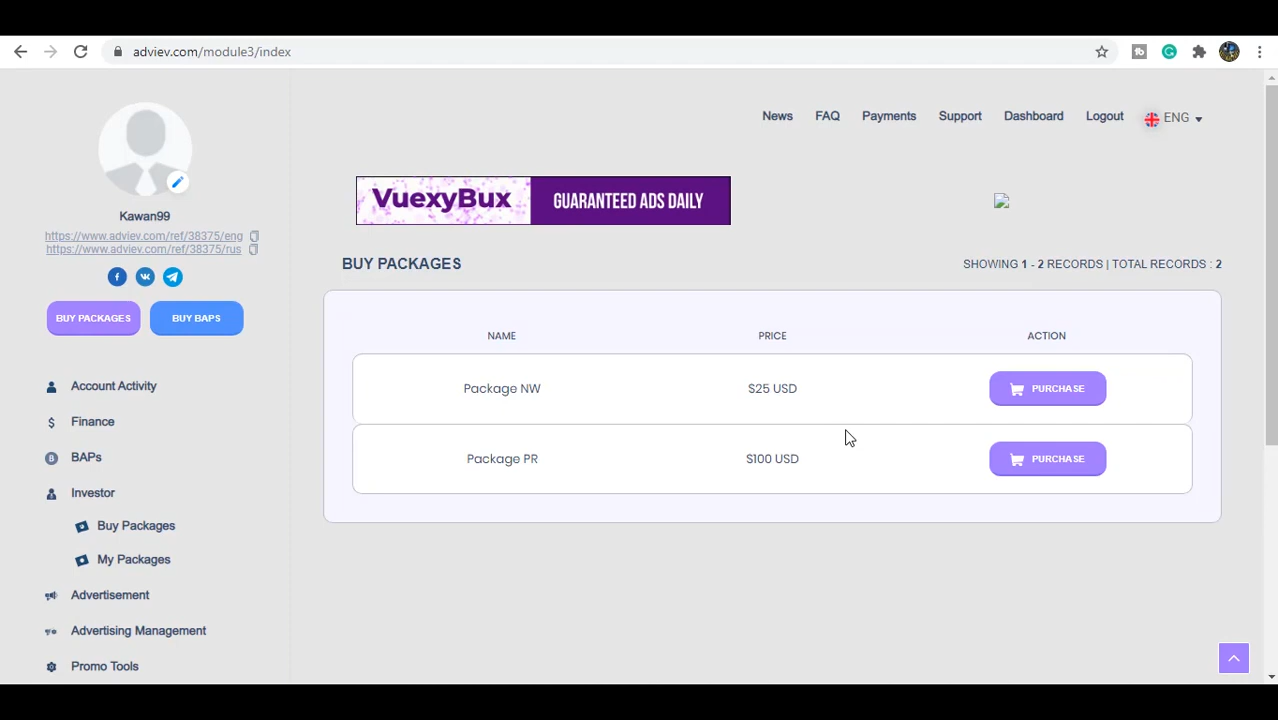 adviev.com/module3/index
News FAQ Payments Support Dashboard Logout ENG
VuexyBux GUARANTEED ADS DAILY
Kawan99
https://www.adviev.com/ref/38375/eng
https://www.adviev.com/ref/38375/rus
BUY PACKAGES BUY BAPS
Account Activity
Finance
BAPs
Investor
Buy Packages
My Packages
Advertisement
Advertising Management
Promo Tools
BUY PACKAGES SHOWING 1 - 2 RECORDS | TOTAL RECORDS : 2
NAME PRICE ACTION
Package NW $25 USD PURCHASE
Package PR $100 USD PURCHASE